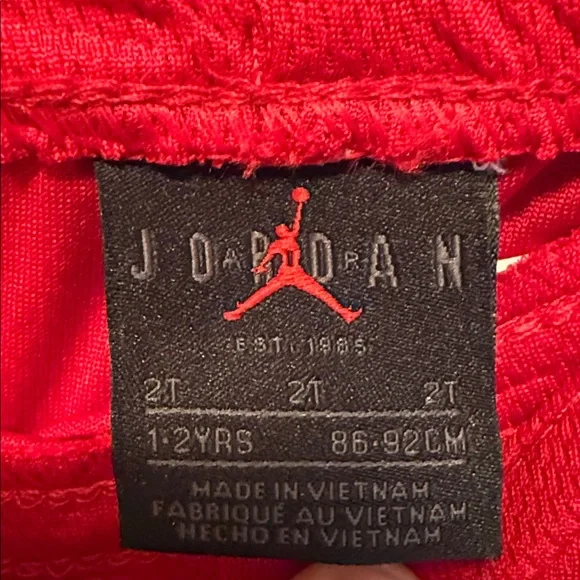 JORDAN
AIR
EST. 1985
2T 2T 2T
1-2YRS 86-92CM
MADE IN VIETNAM
FABRIQUÉ AU VIETNAM
HECHO EN VIETNAM